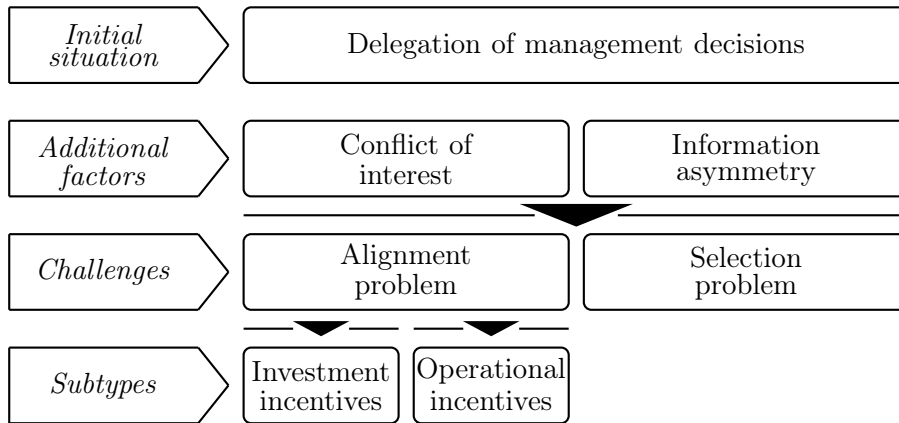 Initial
situation
Delegation of management decisions
Additional
factors
Conflict of
interest
Information
asymmetry
Challenges
Alignment
problem
Selection
problem
Subtypes
Investment
incentives
Operational
incentives